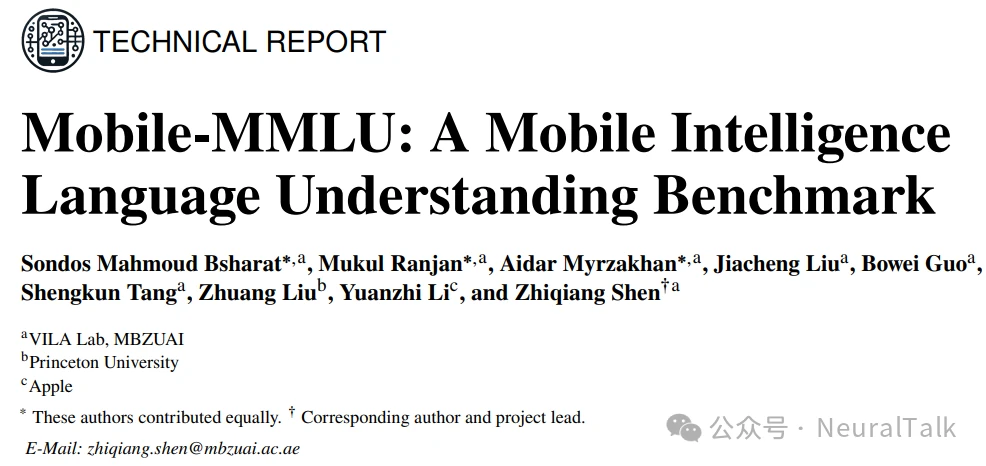 TECHNICAL REPORT
Mobile-MMLU: A Mobile Intelligence
Language Understanding Benchmark
Sondos Mahmoud Bsharat*,a, Mukul Ranjan*,a, Aidar Myrzakhan*,a, Jiacheng Liua, Bowei Guoa,
Shengkun Tanga, Zhuang Liub, Yuanzhi Lic, and Zhiqiang Shen†a
aVILA Lab, MBZUAI
bPrinceton University
cApple
* These authors contributed equally. † Corresponding author and project lead.
E-Mail: zhiqiang.shen@mbzuai.ac.ae
公众号 · NeuralTalk